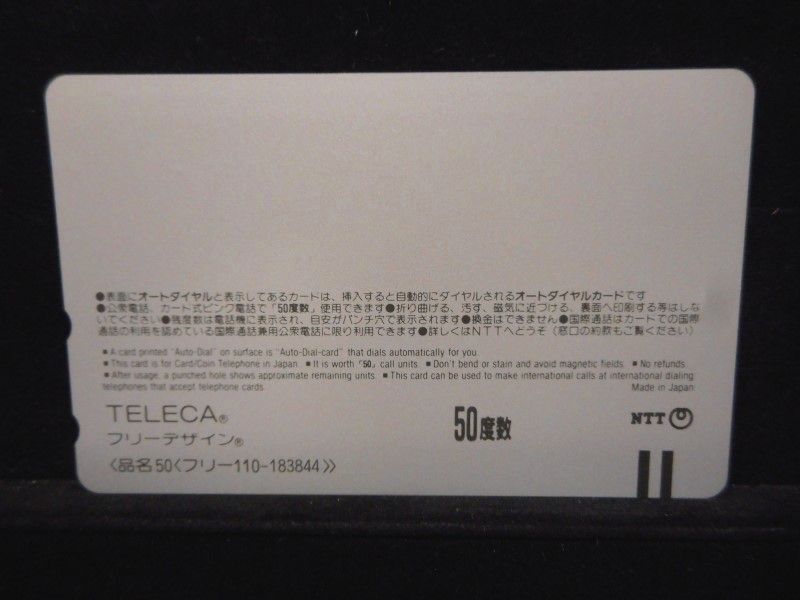 ●表面にオートダイヤルと表示してあるカードは、挿入すると自動的にダイヤルされるオートダイヤルカードです
●公衆電話、カード式ピンク電話で「50度数」使用できます●折り曲げる、汚す、磁気に近づける、裏面へ印刷する等はしな
いでください●残度数は電話機に表示され、目安がパンチ穴で表示されます●換金はできません●国際通話はカードでの国際
通話の利用を認めている国際通話兼用公衆電話に限り利用できます●詳しくはNTTへどうぞ（窓口の約款もご覧ください）
■A card printed "Auto-Dial" on surface is "Auto-Dial-card" that dials automatically for you.
■This card is for Card/Coin Telephone in Japan. ■It is worth「50」call units. ■Don't bend or stain and avoid magnetic fields. ■No refunds.
■After usage, a punched hole shows approximate remaining units. ■This card can be used to make international calls at international dialing
telephones that accept telephone cards. Made in Japan
TELECA® 50度数 NTT
フリーデザイン®
〈品名50〈フリー110-183844〉〉